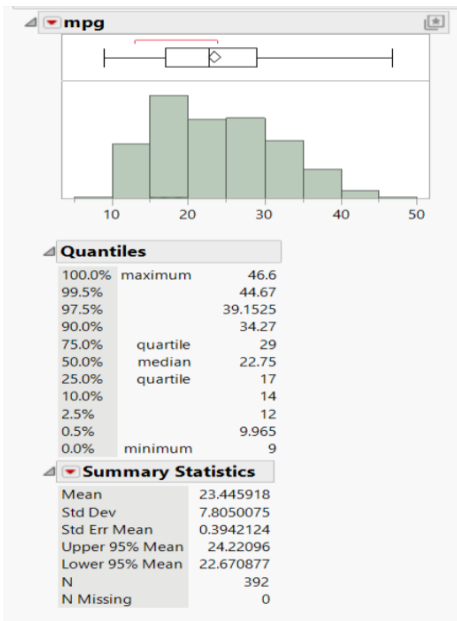 mpg
10 20 30 40 50
Quantiles
100.0% maximum 46.6
99.5% 44.67
97.5% 39.1525
90.0% 34.27
75.0% quartile 29
50.0% median 22.75
25.0% quartile 17
10.0% 14
2.5% 12
0.5% 9.965
0.0% minimum 9
Summary Statistics
Mean 23.445918
Std Dev 7.8050075
Std Err Mean 0.3942124
Upper 95% Mean 24.22096
Lower 95% Mean 22.670877
N 392
N Missing 0